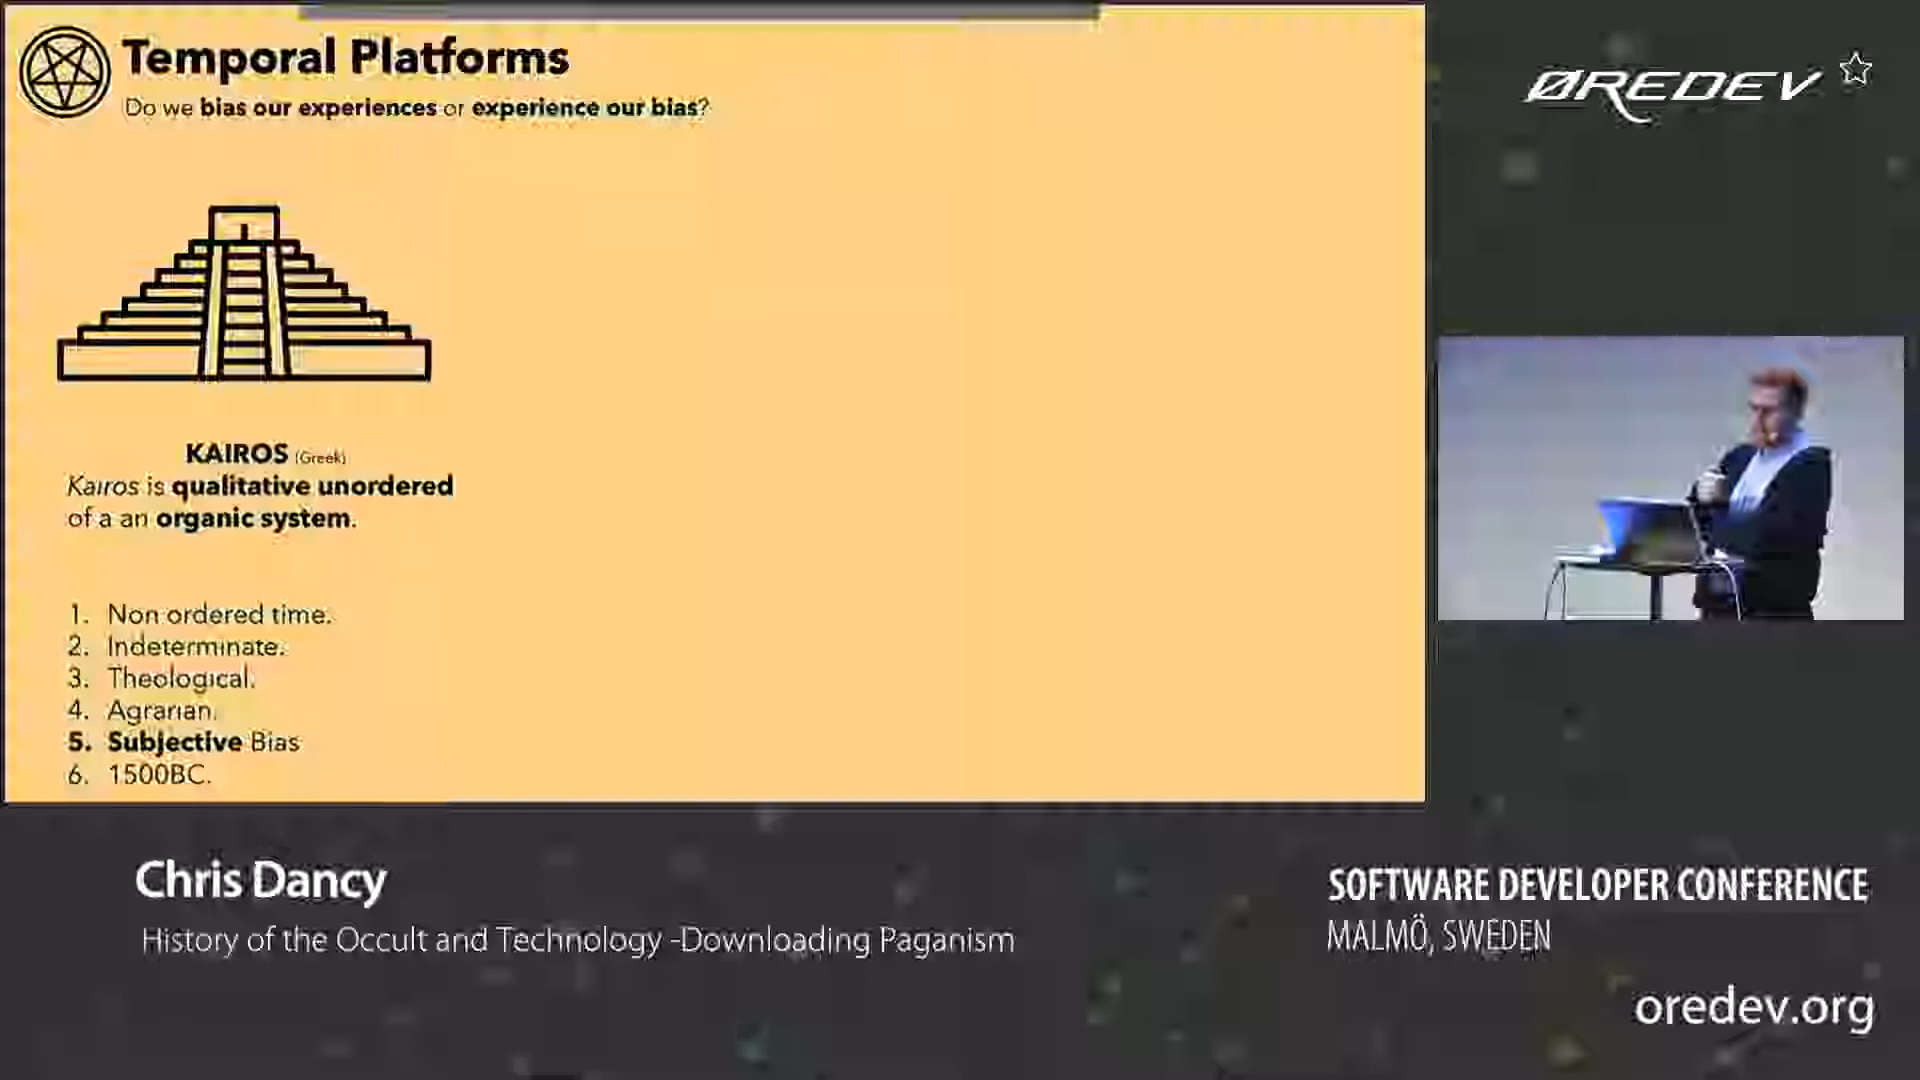 Temporal Platforms
Do we bias our experiences or experience our bias?
KAIROS (Greek)
Kairos is qualitative unordered
of a an organic system.
1. Non ordered time.
2. Indeterminate.
3. Theological.
4. Agrarian.
5. Subjective Bias
6. 1500BC.
ØREDEV
Chris Dancy
History of the Occult and Technology -Downloading Paganism
SOFTWARE DEVELOPER CONFERENCE
MALMÖ, SWEDEN
oredev.org